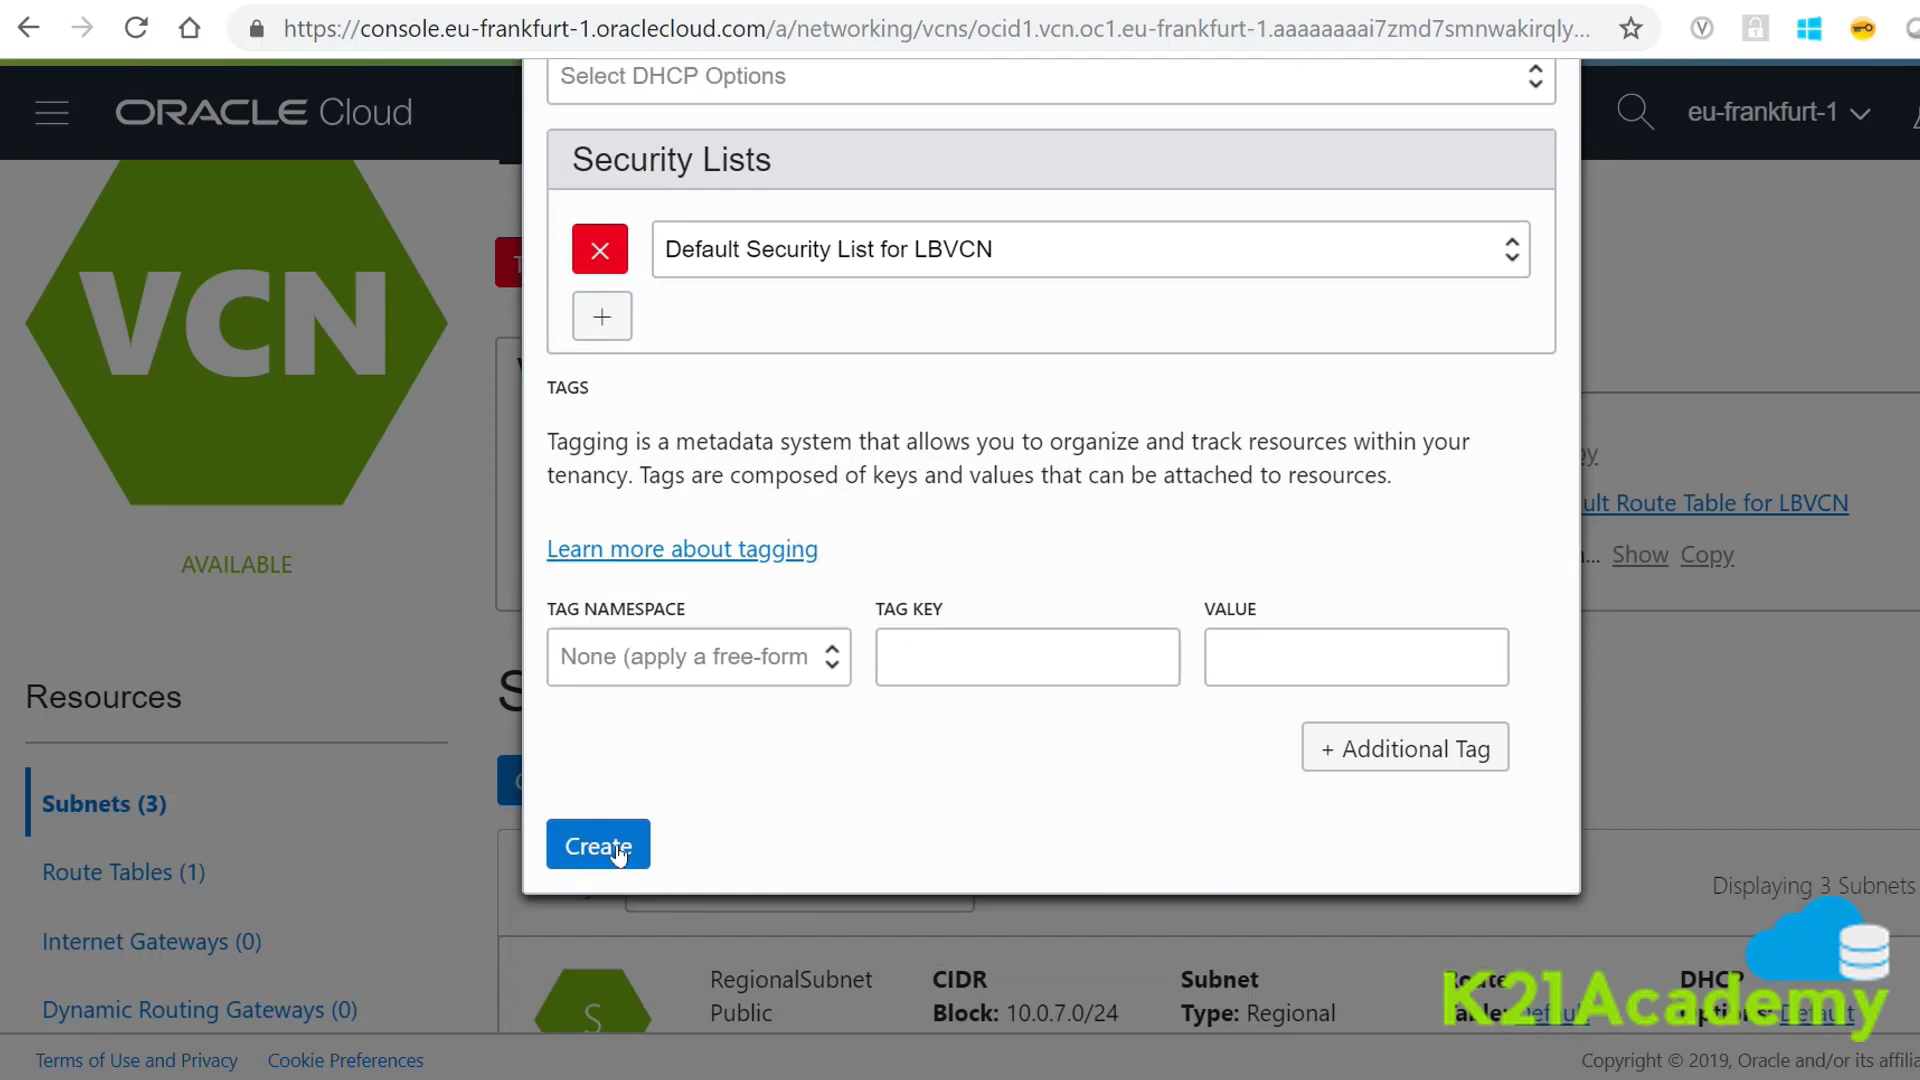 https://console.eu-frankfurt-1.oraclecloud.com/a/networking/vcns/ocid1.vcn.oc1.eu-frankfurt-1.aaaaaaaai7zmd7smnwakirqly...
ORACLE Cloud
eu-frankfurt-1
Select DHCP Options
Security Lists
Default Security List for LBVCN
+
TAGS
Tagging is a metadata system that allows you to organize and track resources within your
tenancy. Tags are composed of keys and values that can be attached to resources.
Learn more about tagging
TAG NAMESPACE
TAG KEY
VALUE
None (apply a free-form
+ Additional Tag
Create
VCN
AVAILABLE
Resources
Subnets (3)
Route Tables (1)
Internet Gateways (0)
Dynamic Routing Gateways (0)
ult Route Table for LBVCN
... Show Copy
Displaying 3 Subnets
S
RegionalSubnet
Public
CIDR
Block: 10.0.7.0/24
Subnet
Type: Regional
DHCP
K21Academy
Terms of Use and Privacy
Cookie Preferences
Copyright © 2019, Oracle and/or its affilia